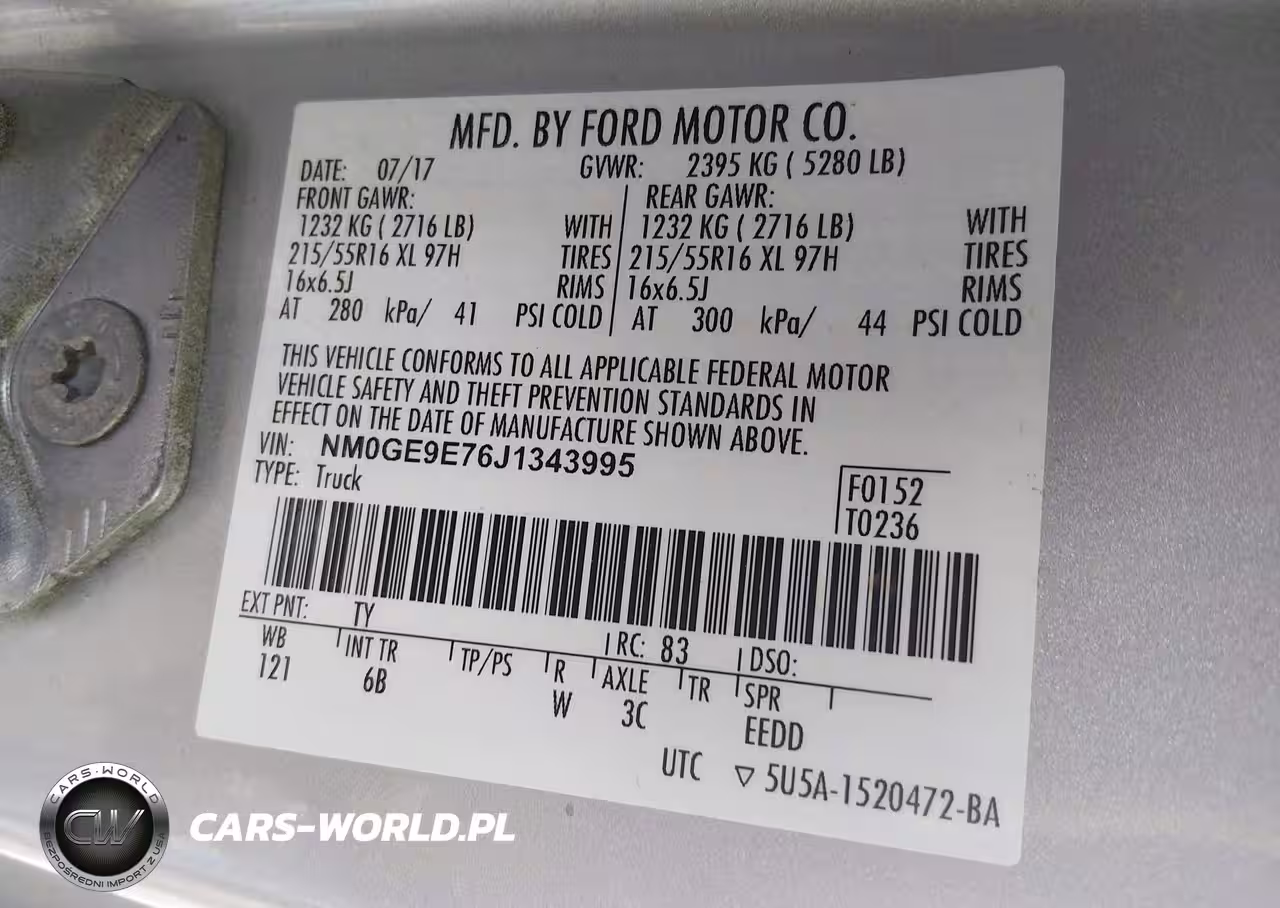 MFD. BY FORD MOTOR CO.
DATE: 07/17 GVWR: 2395 KG ( 5280 LB)
FRONT GAWR: REAR GAWR:
1232 KG ( 2716 LB) WITH 1232 KG ( 2716 LB) WITH
215/55R16 XL 97H TIRES 215/55R16 XL 97H TIRES
16x6.5J RIMS 16x6.5J RIMS
AT 280 kPa/ 41 PSI COLD AT 300 kPa/ 44 PSI COLD
THIS VEHICLE CONFORMS TO ALL APPLICABLE FEDERAL MOTOR
VEHICLE SAFETY AND THEFT PREVENTION STANDARDS IN
EFFECT ON THE DATE OF MANUFACTURE SHOWN ABOVE.
VIN: NM0GE9E76J1343995
TYPE: Truck
F0152
T0236
EXT PNT: TY RC: 83 DSO:
WB INT TR TP/PS R AXLE TR SPR
121 6B W 3C EEDD
UTC ▽ 5U5A-1520472-BA
CARS-WORLD
CW
BEZPOŚREDNI IMPORT Z USA
CARS-WORLD.PL